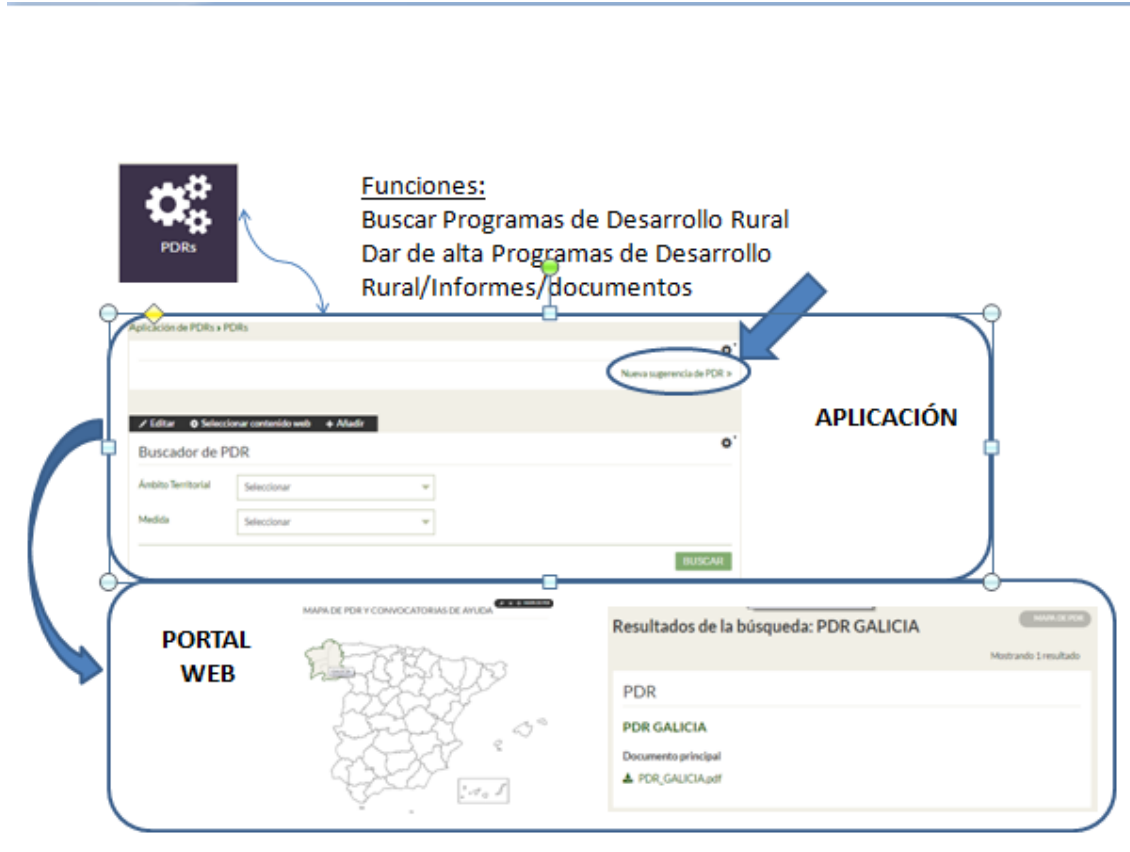 PDRs
Funciones:
Buscar Programas de Desarrollo Rural
Dar de alta Programas de Desarrollo
Rural/Informes/documentos
Aplicación de PDRs » PDRs
Nueva sugerencia de PDR »
APLICACIÓN
Editar Seleccionar contenido web Añadir
Buscador de PDR
Ámbito Territorial Seleccionar
Medida Seleccionar
BUSCAR
PORTAL
WEB
MAPA DE PDR Y CONVOCATORIAS DE AYUDA
MAPA DE PDR
Resultados de la búsqueda: PDR GALICIA
Mostrando 1 resultado
PDR
PDR GALICIA
Documento principal
PDR_GALICIA.pdf